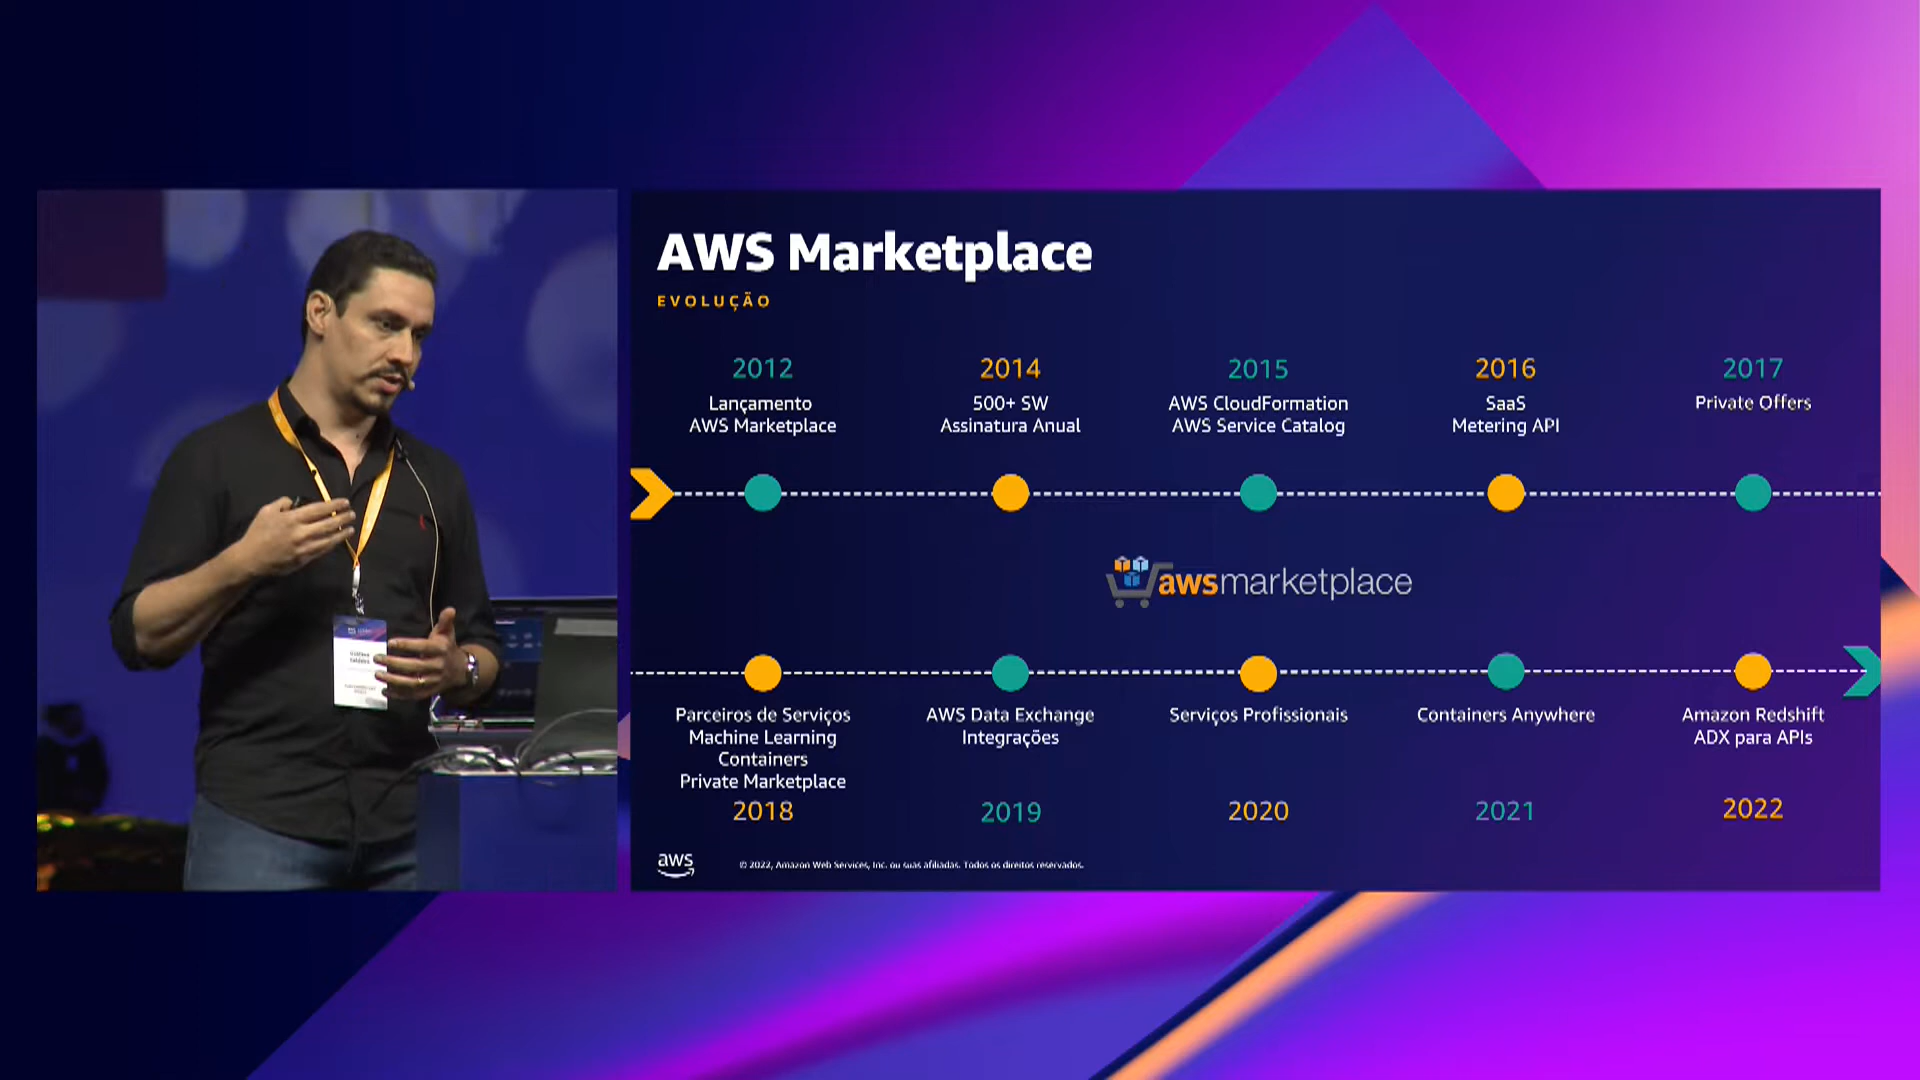 AWS Marketplace
EVOLUÇÃO
2012
Lançamento
AWS Marketplace
2014
500+ SW
Assinatura Anual
2015
AWS CloudFormation
AWS Service Catalog
2016
SaaS
Metering API
2017
Private Offers
aws marketplace
Parceiros de Serviços
Machine Learning
Containers
Private Marketplace
2018
AWS Data Exchange
Integrações
2019
Serviços Profissionais
2020
Containers Anywhere
2021
Amazon Redshift
ADX para APIs
2022
aws
© 2022, Amazon Web Services, Inc. ou suas afiliadas. Todos os direitos reservados.